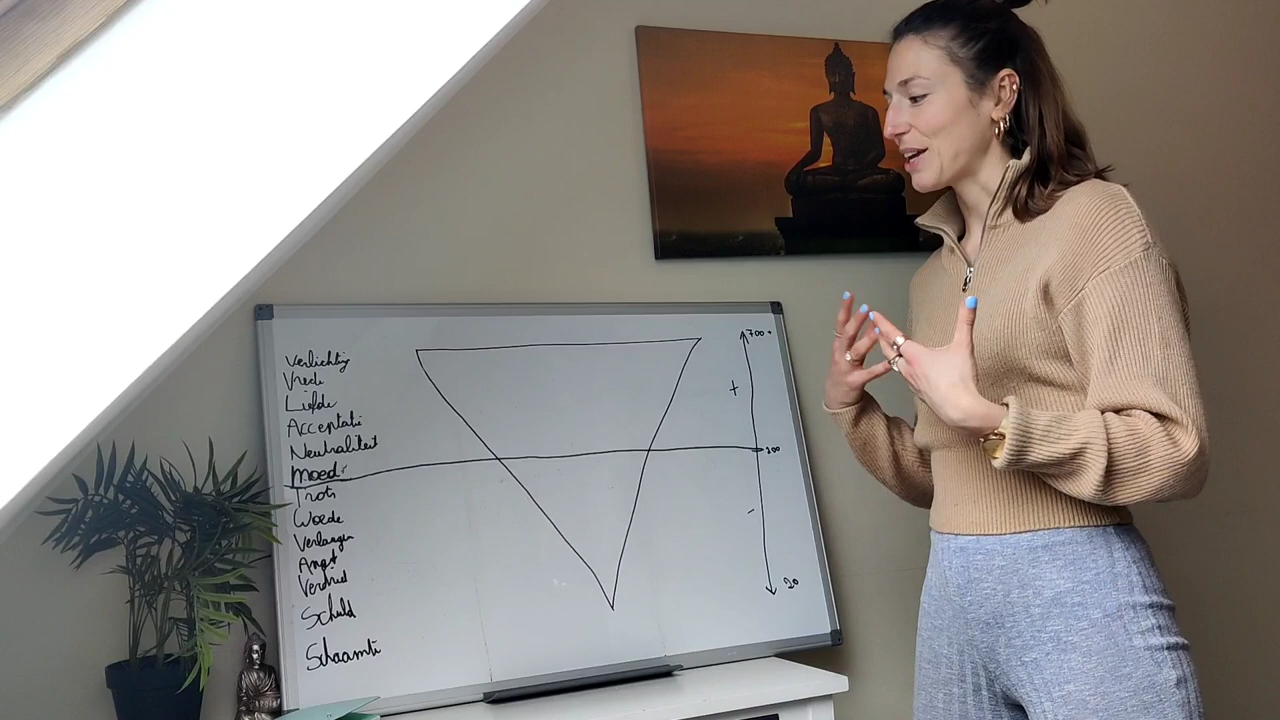 Verlichting
Vrede
Liefde
Acceptatie
Neutraliteit
Moed
Trots
Woede
Verlangen
Angst
Verdriet
Schuld
Schaamte
700 +
+
200
-
20